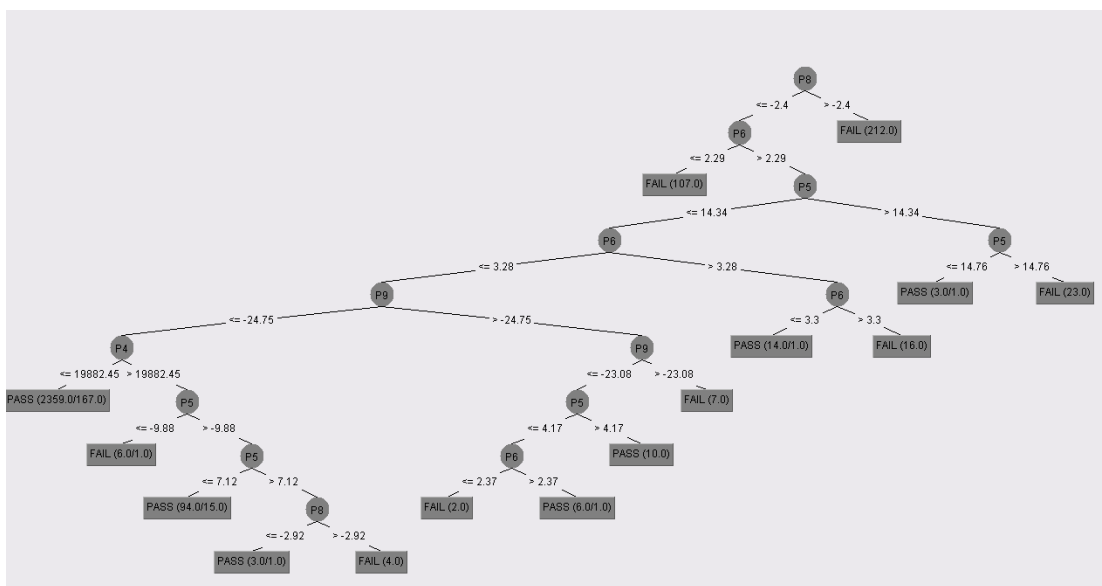 P8
<= -2.4 > -2.4
P6 FAIL (212.0)
<= 2.29 > 2.29
FAIL (107.0) P5
<= 14.34 > 14.34
P6 P5
<= 3.28 > 3.28 <= 14.76 > 14.76
P9 P6 PASS (3.0/1.0) FAIL (23.0)
<= -24.75 > -24.75 <= 3.3 > 3.3
P4 P9 PASS (14.0/1.0) FAIL (16.0)
<= 19882.45 > 19882.45 <= -23.08 > -23.08
PASS (2359.0/167.0) P5 P5 FAIL (7.0)
<= -9.88 > -9.88 <= 4.17 > 4.17
FAIL (6.0/1.0) P5 P6 PASS (10.0)
<= 7.12 > 7.12 <= 2.37 > 2.37
PASS (94.0/15.0) P8 FAIL (2.0) PASS (6.0/1.0)
<= -2.92 > -2.92
PASS (3.0/1.0) FAIL (4.0)